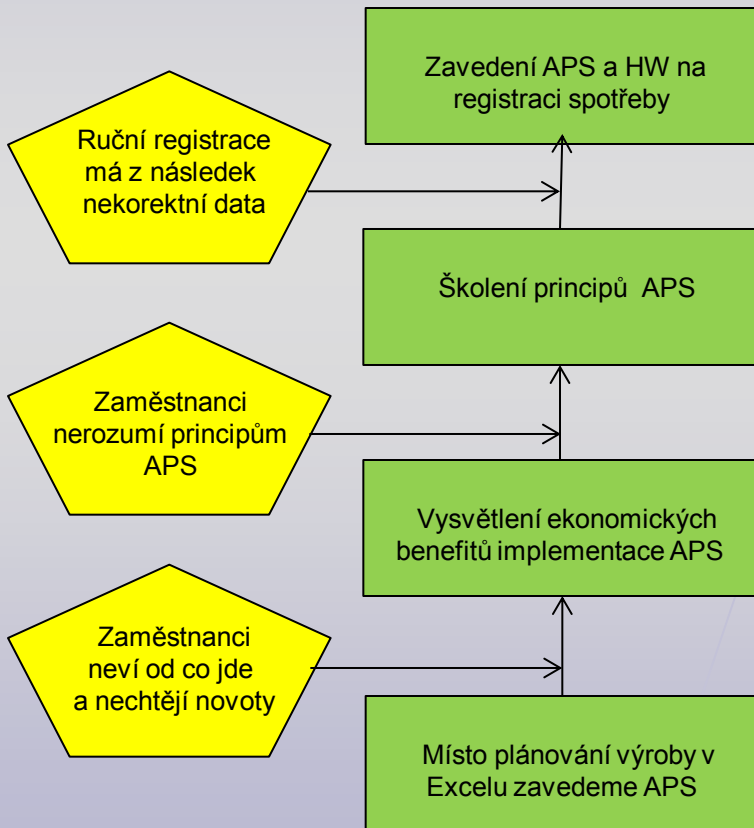 Zavedení APS a HW na
registraci spotřeby
Ruční registrace
má z následek
nekorektní data
Školení principů APS
Zaměstnanci
nerozumí principům
APS
Vysvětlení ekonomických
benefitů implementace APS
Zaměstnanci
neví od co jde
a nechtějí novoty
Místo plánování výroby v
Excelu zavedeme APS